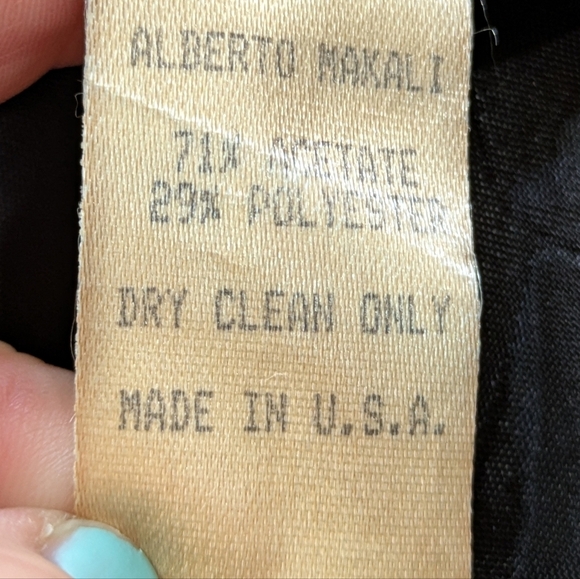 ALBERTO MAKALI
71% ACETATE
29% POLYESTER
DRY CLEAN ONLY
MADE IN U.S.A.